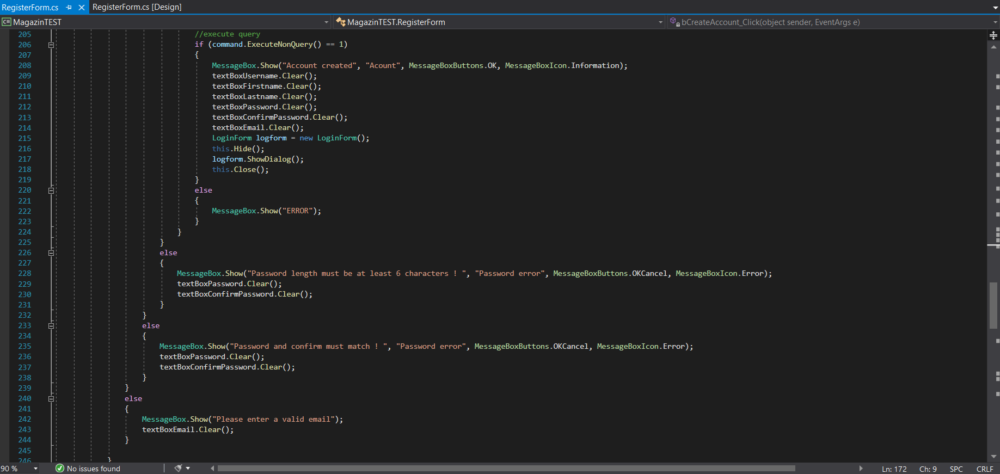 RegisterForm.cs RegisterForm.cs [Design]
C# MagazinTEST MagazinTEST.RegisterForm bCreateAccount_Click(object sender, EventArgs e)
205 //execute query
206 if (command.ExecuteNonQuery() == 1)
207 {
208 MessageBox.Show("Account created", "Acount", MessageBoxButtons.OK, MessageBoxIcon.Information);
209 textBoxUsername.Clear();
210 textBoxFirstname.Clear();
211 textBoxLastname.Clear();
212 textBoxPassword.Clear();
213 textBoxConfirmPassword.Clear();
214 textBoxEmail.Clear();
215 LoginForm logform = new LoginForm();
216 this.Hide();
217 logform.ShowDialog();
218 this.Close();
219 }
220 else
221 {
222 MessageBox.Show("ERROR");
223 }
224 }
225 }
226 else
227 {
228 MessageBox.Show("Password length must be at least 6 characters ! ", "Password error", MessageBoxButtons.OKCancel, MessageBoxIcon.Error);
229 textBoxPassword.Clear();
230 textBoxConfirmPassword.Clear();
231 }
232 }
233 else
234 {
235 MessageBox.Show("Password and confirm must match ! ", "Password error", MessageBoxButtons.OKCancel, MessageBoxIcon.Error);
236 textBoxPassword.Clear();
237 textBoxConfirmPassword.Clear();
238 }
239 }
240 else
241 {
242 MessageBox.Show("Please enter a valid email");
243 textBoxEmail.Clear();
244 }
245
246 }
90 % No issues found Ln: 172 Ch: 9 SPC CRLF